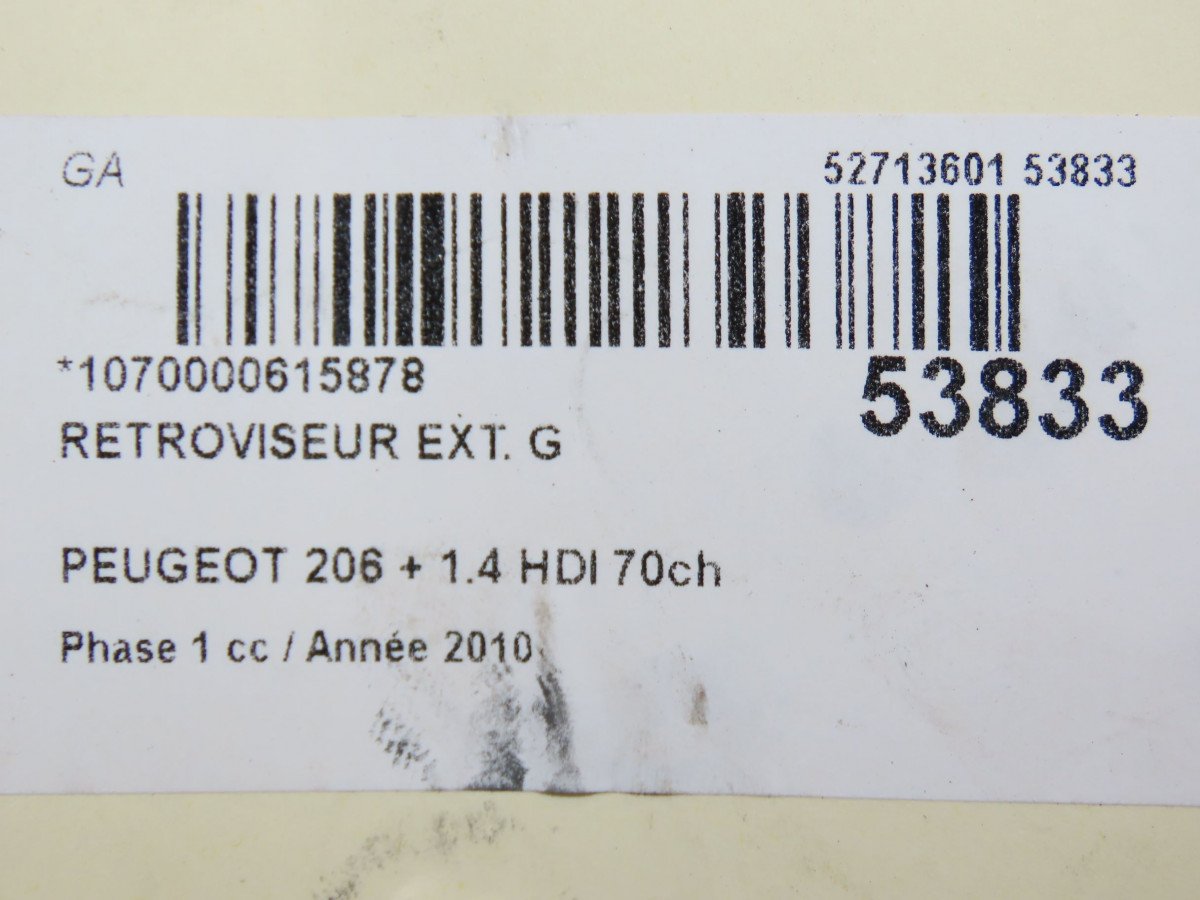 GA 52713601 53833
*1070000615878
53833
RETROVISEUR EXT. G
PEUGEOT 206 + 1.4 HDI 70ch
Phase 1 cc / Année 2010